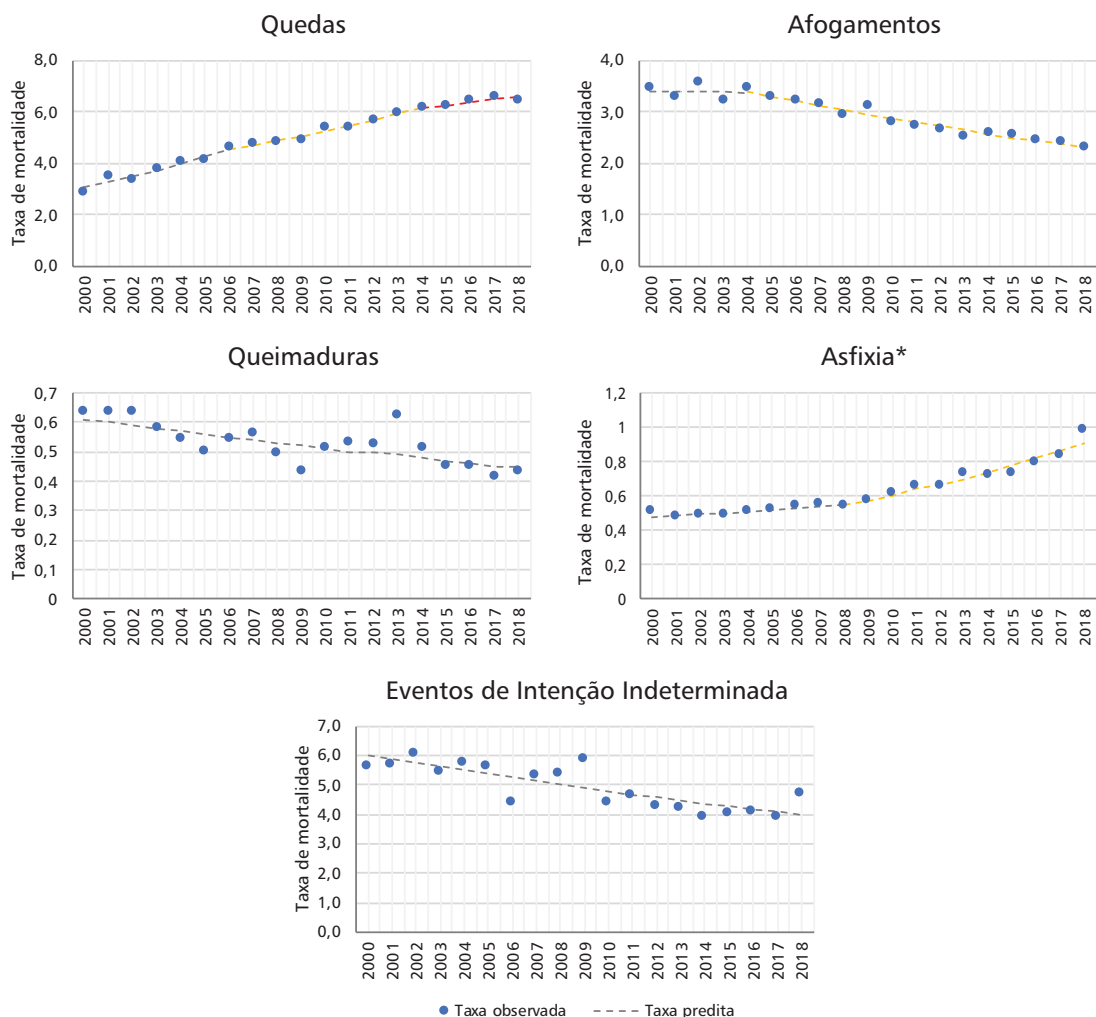 Quedas
Taxa de mortalidade
8,0
6,0
4,0
2,0
0,0
2000 2001 2002 2003 2004 2005 2006 2007 2008 2009 2010 2011 2012 2013 2014 2015 2016 2017 2018
Afogamentos
Taxa de mortalidade
4,0
3,0
2,0
1,0
0,0
2000 2001 2002 2003 2004 2005 2006 2007 2008 2009 2010 2011 2012 2013 2014 2015 2016 2017 2018
Queimaduras
Taxa de mortalidade
0,7
0,6
0,5
0,4
0,3
0,2
0,1
0
2000 2001 2002 2003 2004 2005 2006 2007 2008 2009 2010 2011 2012 2013 2014 2015 2016 2017 2018
Asfixia*
Taxa de mortalidade
1,2
1
0,8
0,6
0,4
0,2
0
2000 2001 2002 2003 2004 2005 2006 2007 2008 2009 2010 2011 2012 2013 2014 2015 2016 2017 2018
Eventos de Intenção Indeterminada
Taxa de mortalidade
7,0
6,0
5,0
4,0
3,0
2,0
1,0
0,0
2000 2001 2002 2003 2004 2005 2006 2007 2008 2009 2010 2011 2012 2013 2014 2015 2016 2017 2018
Taxa observada Taxa predita